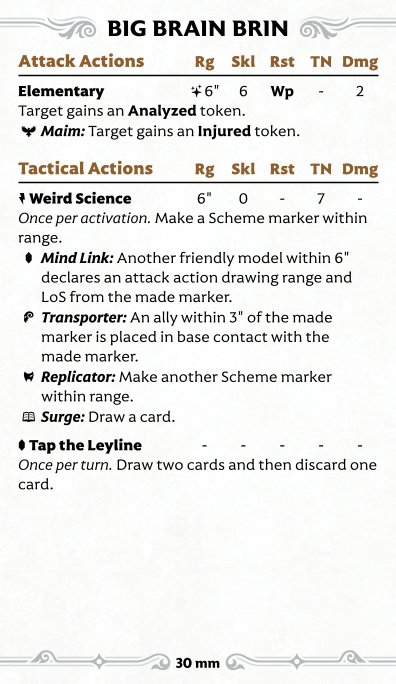 BIG BRAIN BRIN
Attack Actions Rg Skl Rst TN Dmg
Elementary 6" 6 Wp - 2
Target gains an Analyzed token.
Maim: Target gains an Injured token.
Tactical Actions Rg Skl Rst TN Dmg
Weird Science 6" 0 - 7 -
Once per activation. Make a Scheme marker within
range.
Mind Link: Another friendly model within 6"
declares an attack action drawing range and
LoS from the made marker.
Transporter: An ally within 3" of the made
marker is placed in base contact with the
made marker.
Replicator: Make another Scheme marker
within range.
Surge: Draw a card.
Tap the Leyline - - - - -
Once per turn. Draw two cards and then discard one
card.
30 mm